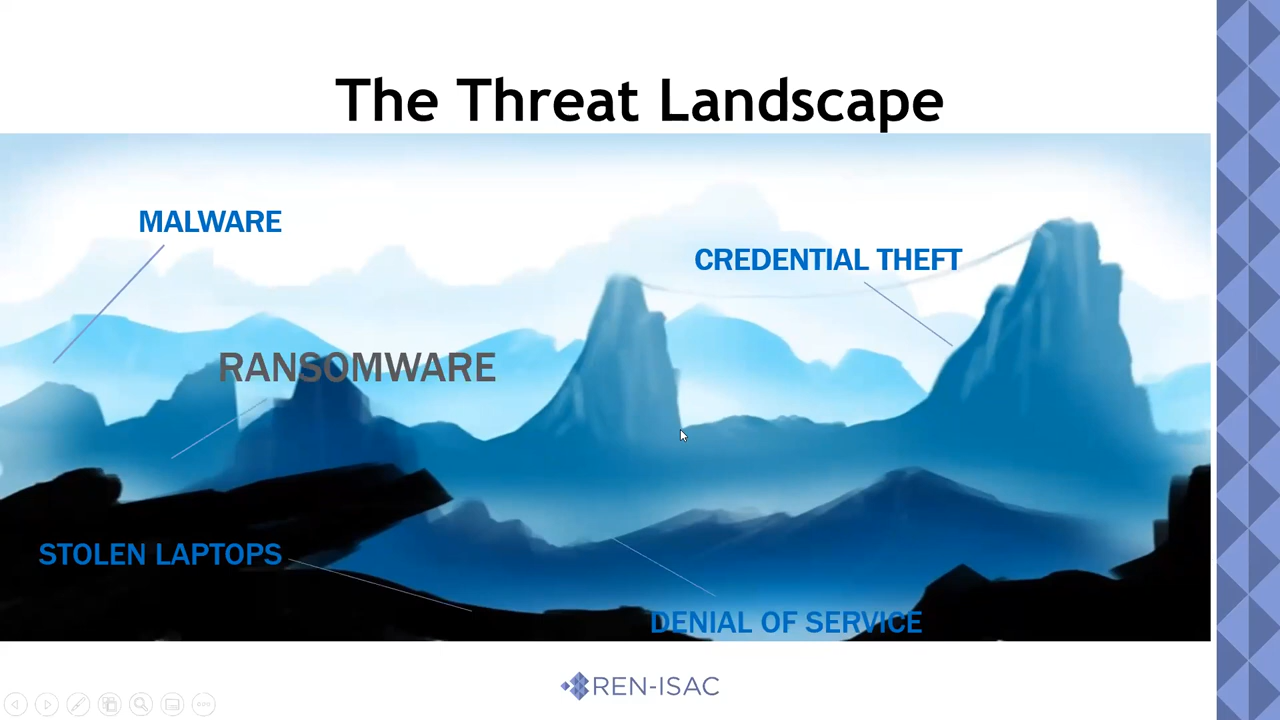 The Threat Landscape
MALWARE
CREDENTIAL THEFT
RANSOMWARE
STOLEN LAPTOPS
DENIAL OF SERVICE
REN-ISAC